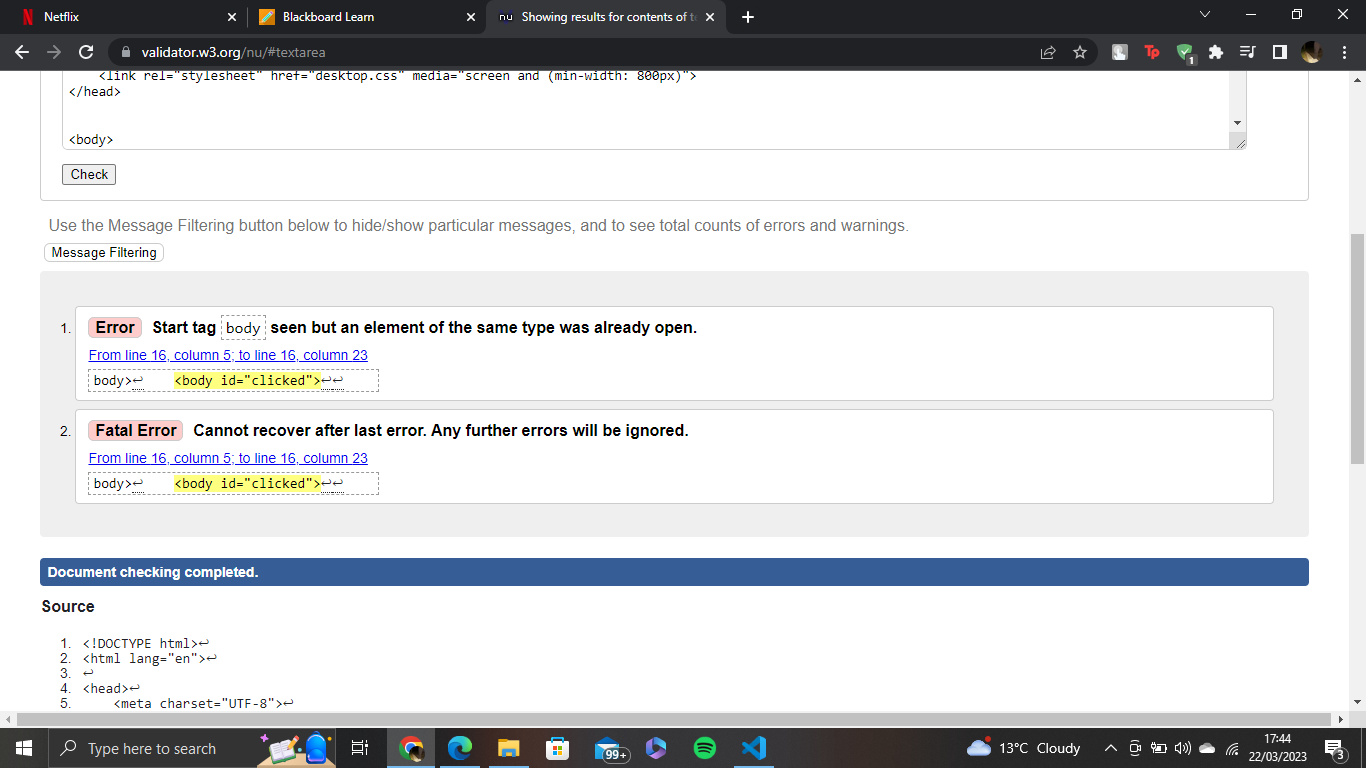 Netflix
Blackboard Learn
nu Showing results for contents of t
validator.w3.org/nu/#textarea
Tp
1
<link rel="stylesheet" href="desktop.css" media="screen and (min-width: 800px)">
</head>
<body>
Check
Use the Message Filtering button below to hide/show particular messages, and to see total counts of errors and warnings.
Message Filtering
1. Error Start tag body seen but an element of the same type was already open.
From line 16, column 5; to line 16, column 23
body>↩    <body id="clicked">↩↩
2. Fatal Error Cannot recover after last error. Any further errors will be ignored.
From line 16, column 5; to line 16, column 23
body>↩    <body id="clicked">↩↩
Document checking completed.
Source
1. <!DOCTYPE html>↩
2. <html lang="en">↩
3. ↩
4. <head>↩
5.     <meta charset="UTF-8">↩
Type here to search
99+
13°C Cloudy
17:44
22/03/2023
3